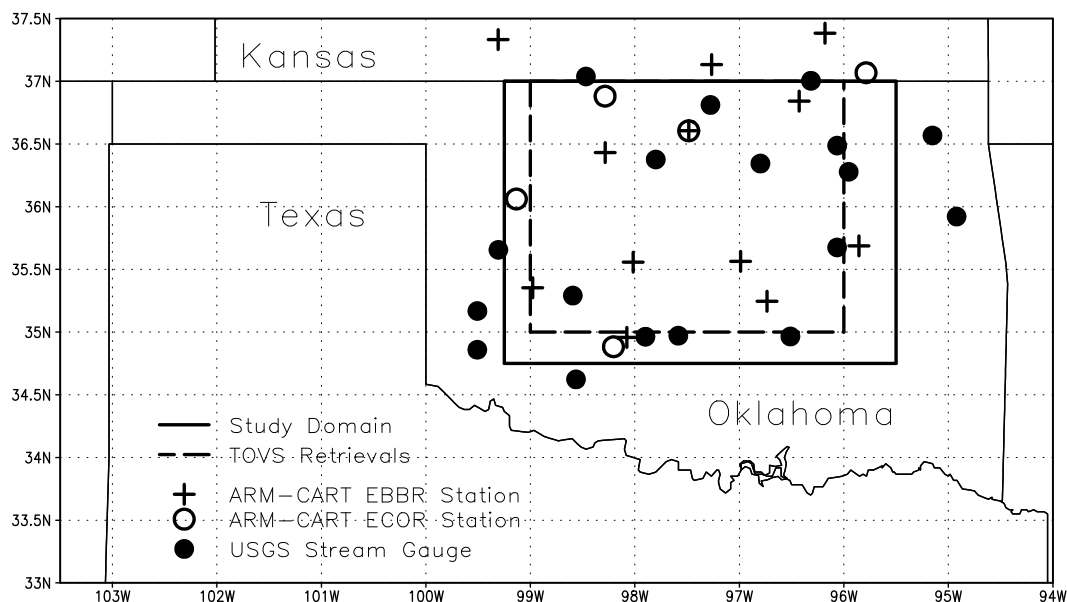 37.5N
Kansas
37N
36.5N
36N
Texas
35.5N
35N
34.5N
Oklahoma
Study Domain
34N
TOVS Retrievals
ARM-CART EBBR Station
33.5N
ARM-CART ECOR Station
USGS Stream Gauge
33N
103W 102W 101W 100W 99W 98W 97W 96W 95W 94W